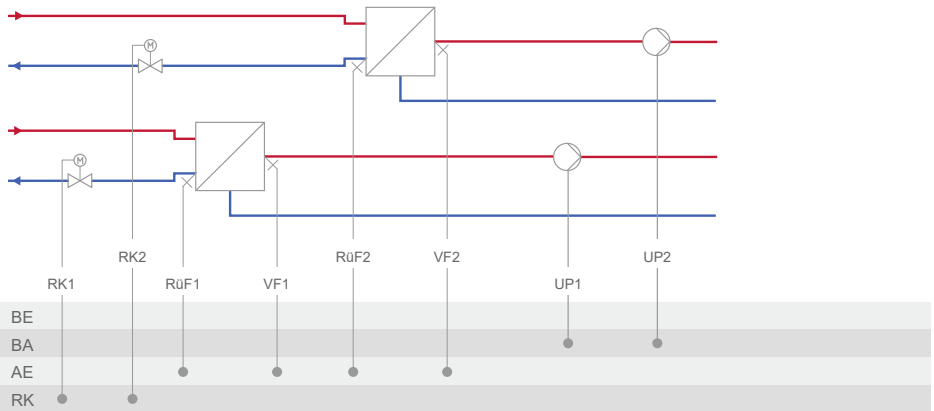 M
M
RK2 RüF2 VF2 UP2
RK1 RüF1 VF1 UP1
BE
BA
AE
RK